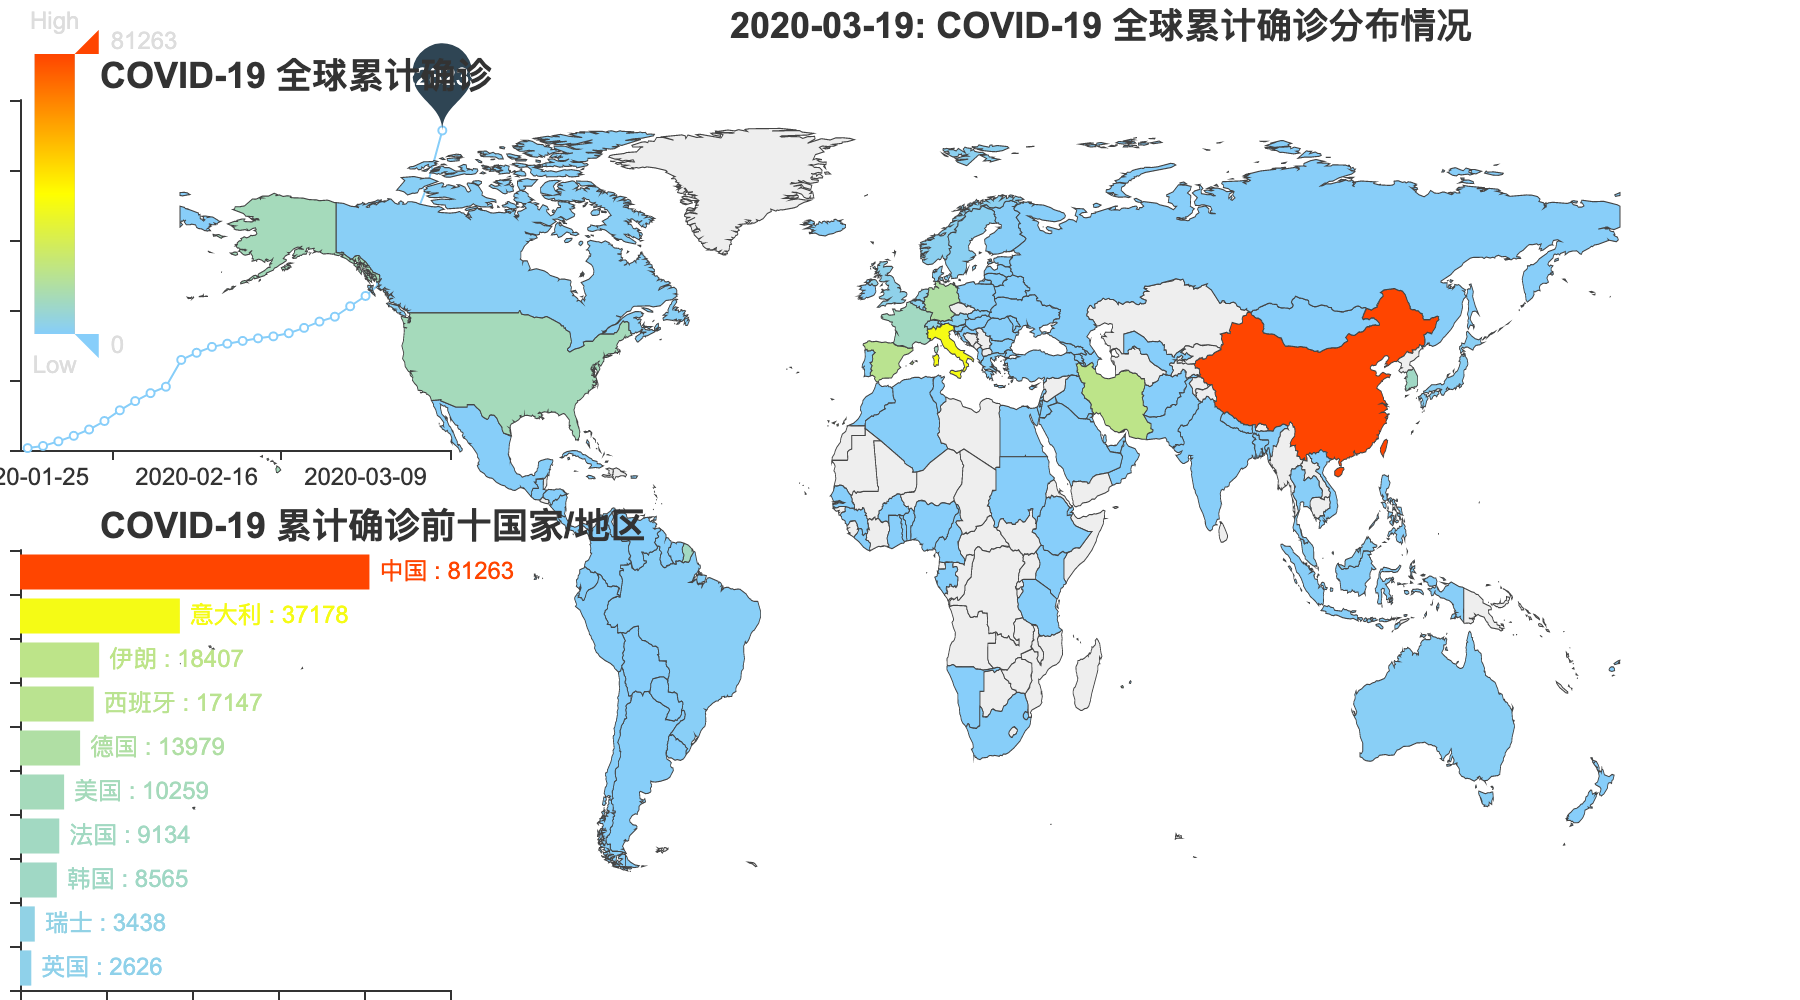 High
81263
2020-03-19: COVID-19 全球累计确诊分布情况
COVID-19 全球累计确诊
0
Low
20-01-25
2020-02-16
2020-03-09
COVID-19 累计确诊前十国家/地区
中国 : 81263
意大利 : 37178
伊朗 : 18407
西班牙 : 17147
德国 : 13979
美国 : 10259
法国 : 9134
韩国 : 8565
瑞士 : 3438
英国 : 2626